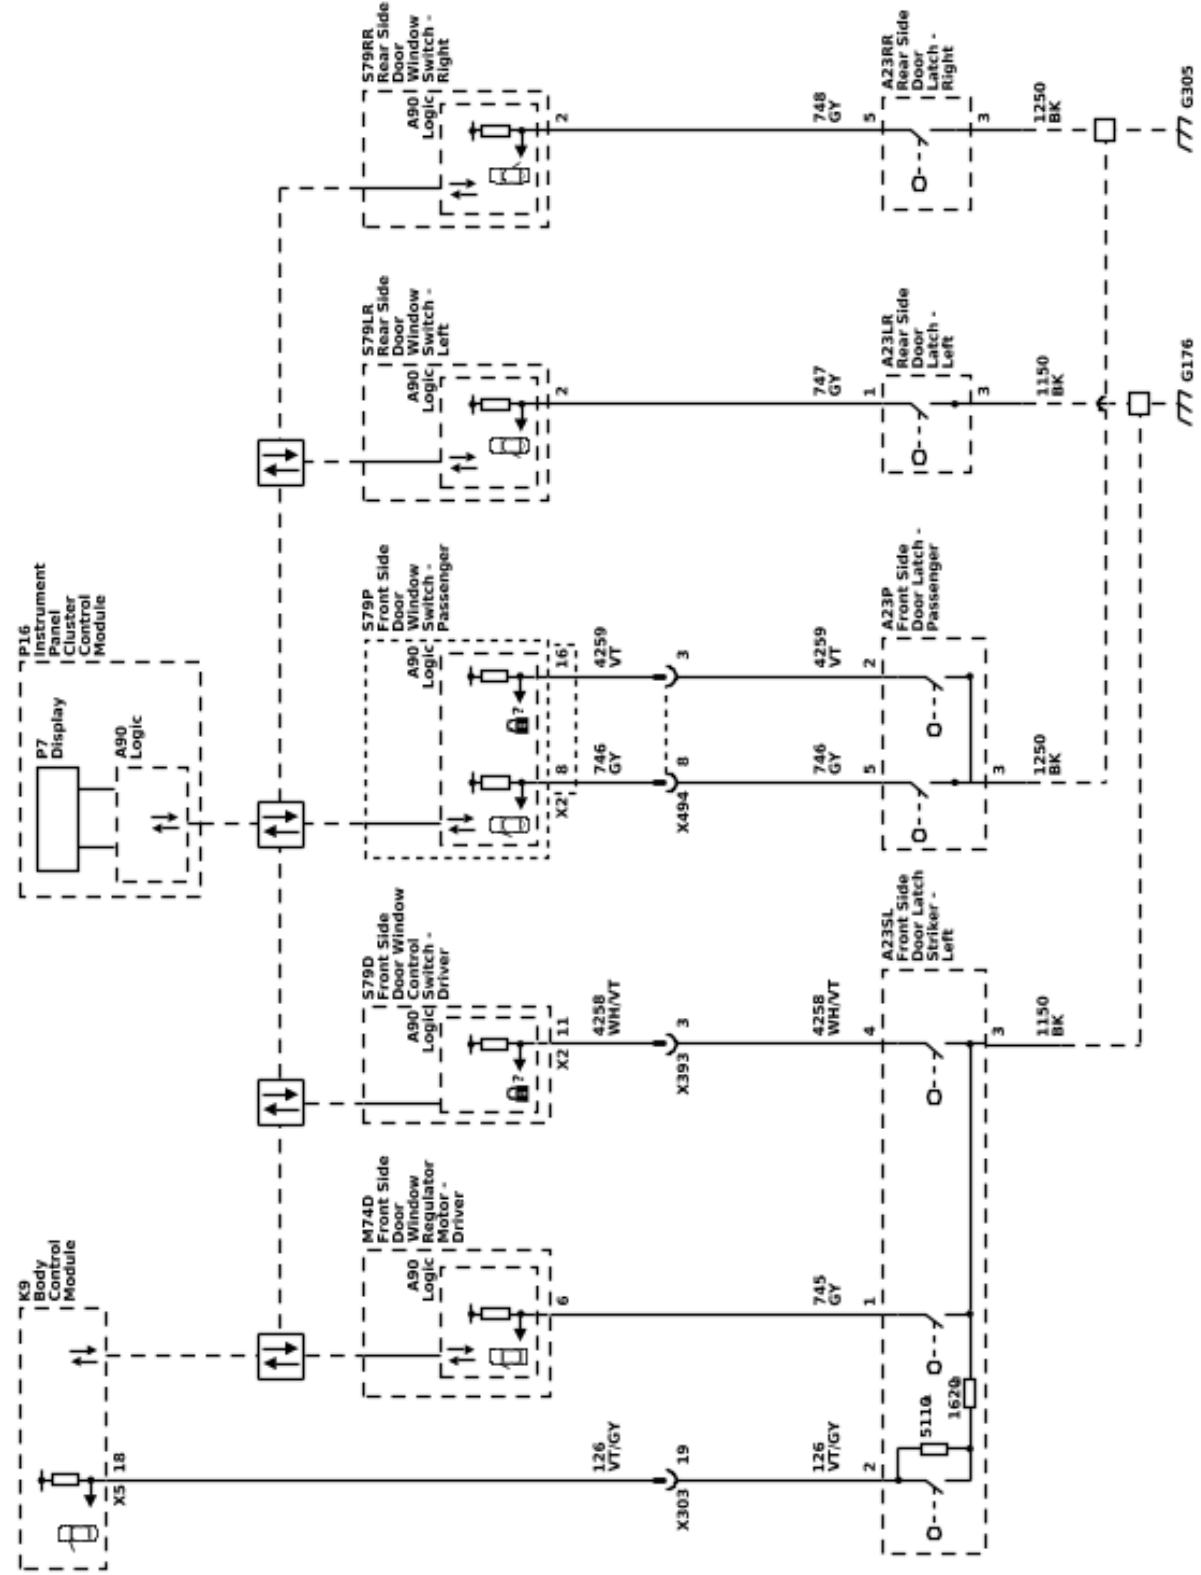 K9
Body
Control
Module
X5
18
P16
Instrument
Panel
Cluster
Control
Module
P7
Display
A90
Logic
M74D
Front Side
Door
Window
Regulator
Motor -
Driver
A90
Logic
6
S79D
Front Side
Door Window
Control
Switch -
Driver
A90
Logic
?
X2
11
S79P
Front Side
Door
Window
Switch -
Passenger
A90
Logic
?
X2
8
16
S79LR
Rear Side
Door
Window
Switch -
Left
A90
Logic
2
S79RR
Rear Side
Door
Window
Switch -
Right
A90
Logic
2
126
VT/GY
4258
WH/VT
746
GY
4259
VT
X303
19
X393
3
X494
8
3
126
VT/GY
745
GY
4258
WH/VT
746
GY
4259
VT
747
GY
748
GY
2
1
4
5
2
1
5
A23SL
Front Side
Door Latch
Striker -
Left
5110
1620
A23P
Front Side
Door Latch -
Passenger
A23LR
Rear Side
Door
Latch -
Left
A23RR
Rear Side
Door
Latch -
Right
3
3
3
3
1150
BK
1250
BK
1150
BK
1250
BK
G176
G305